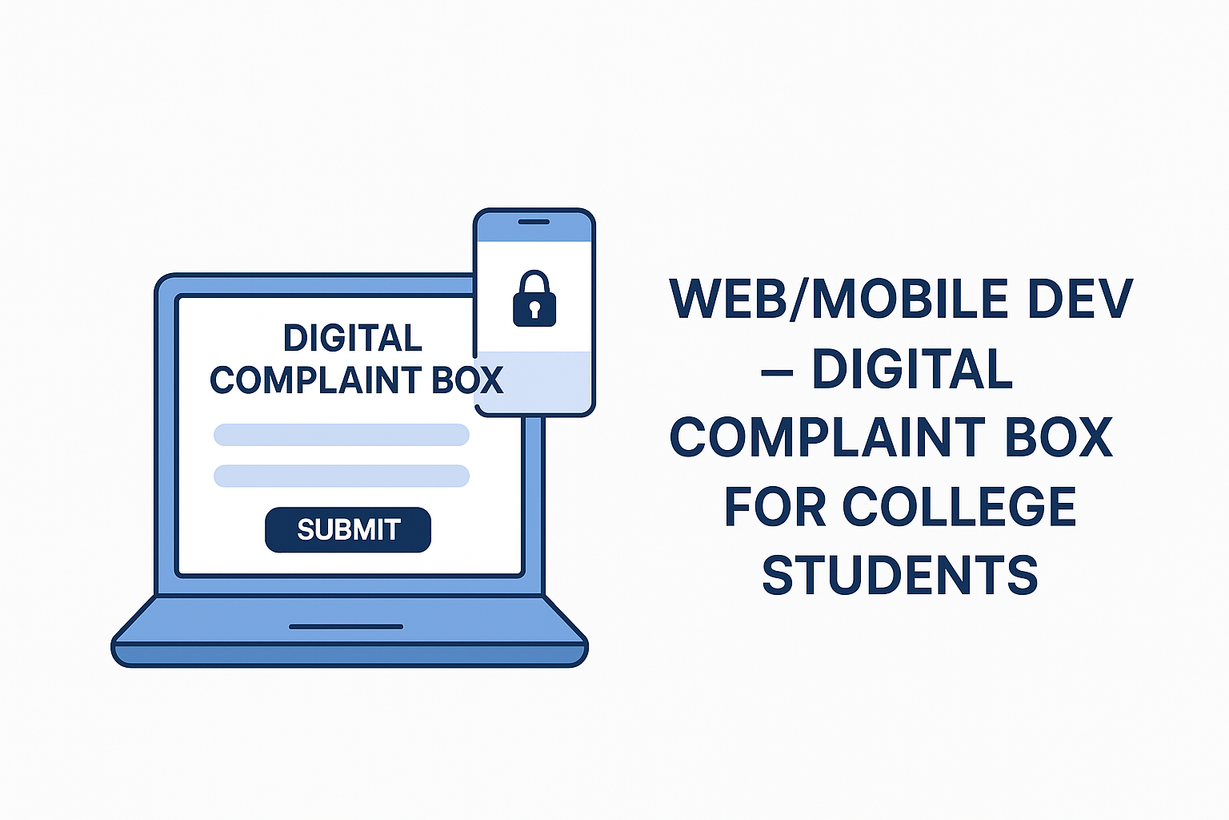 DIGITAL
COMPLAINT BOX
SUBMIT
WEB/MOBILE DEV
– DIGITAL
COMPLAINT BOX
FOR COLLEGE
STUDENTS